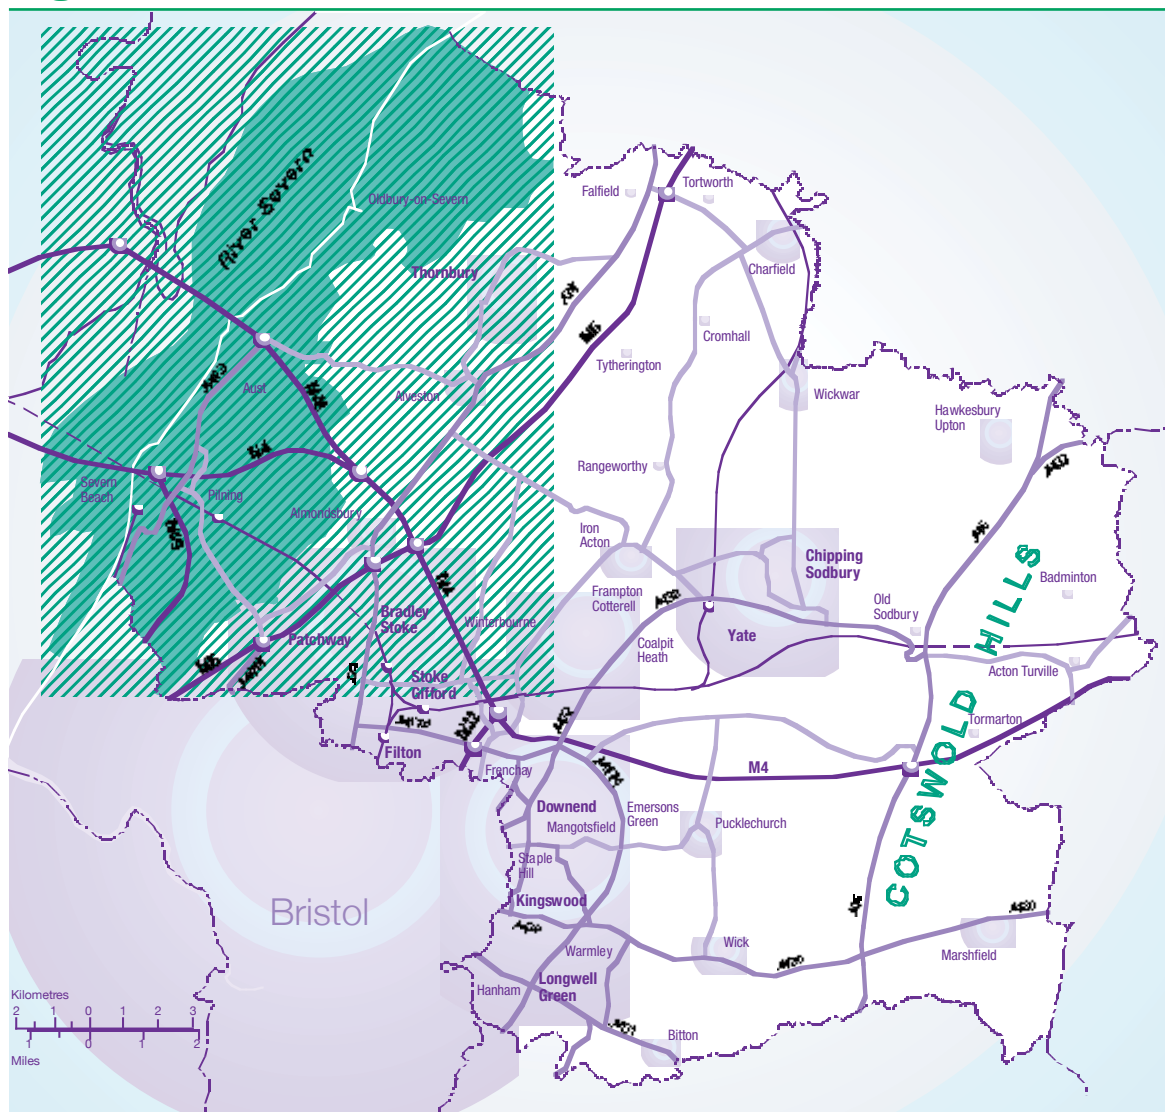 River Severn
Oldbury-on-Severn
Falfield
Tortworth
Thornbury
Charfield
Cromhall
Tytherington
Aust
Alveston
Wickwar
Hawkesbury
Upton
Severn
Beach
Pilning
Almondsbury
Rangeworthy
Iron
Acton
Chipping
Sodbury
Frampton
Cotterell
Badminton
Old
Sodbury
Bradley
Stoke
Patchway
Winterbourne
Coalpit
Heath
Yate
COTSWOLD HILLS
Stoke
Gifford
Acton Turville
Tormarton
Filton
Frenchay
M4
Downend
Mangotsfield
Emersons
Green
Pucklechurch
Staple
Hill
Kingswood
Bristol
Warmley
Wick
Marshfield
Hanham
Longwell
Green
Bitton
Kilometres
2 1 0 1 2 3
1 0 1 2
Miles